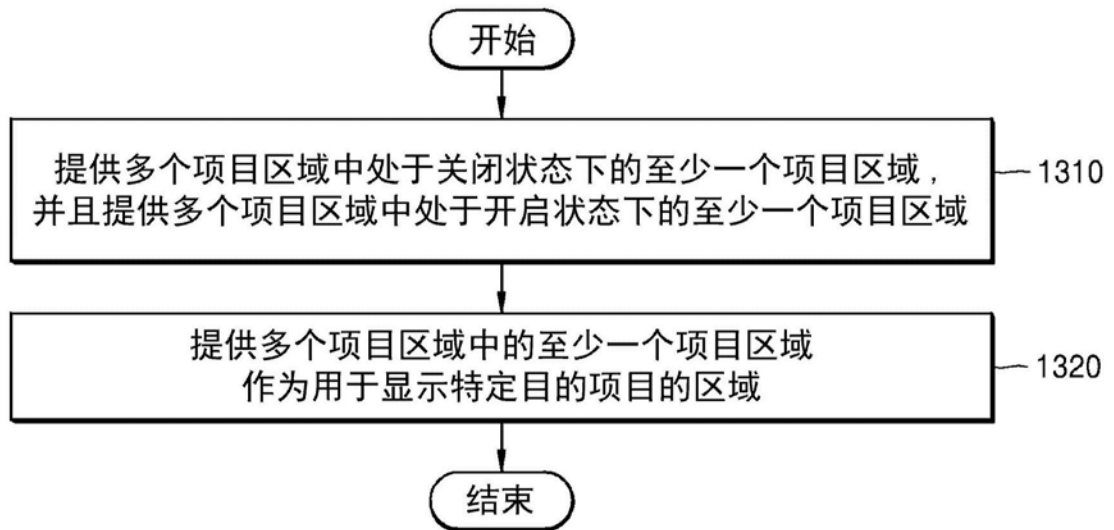 开始
提供多个项目区域中处于关闭状态下的至少一个项目区域，
并且提供多个项目区域中处于开启状态下的至少一个项目区域
1310
提供多个项目区域中的至少一个项目区域
作为用于显示特定目的项目的区域
1320
结束